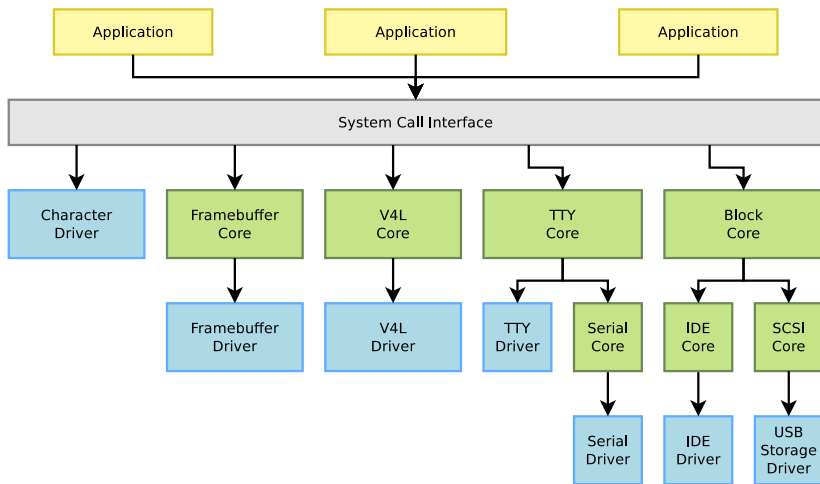 Application
Application
Application
System Call Interface
Character
Driver
Framebuffer
Core
V4L
Core
TTY
Core
Block
Core
Framebuffer
Driver
V4L
Driver
TTY
Driver
Serial
Core
IDE
Core
SCSI
Core
Serial
Driver
IDE
Driver
USB
Storage
Driver